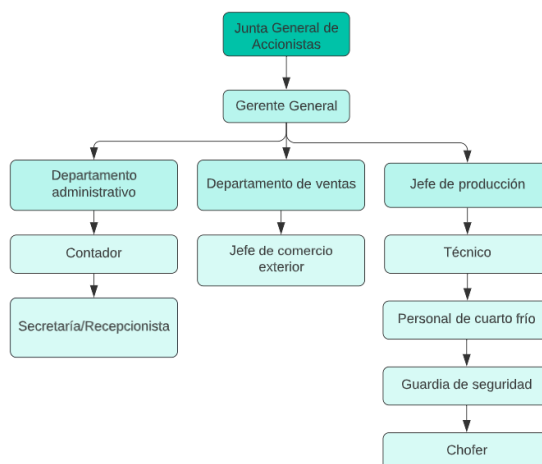 Junta General de
Accionistas
Gerente General
Departamento
administrativo
Departamento de ventas
Jefe de producción
Contador
Jefe de comercio
exterior
Técnico
Secretaría/Recepcionista
Personal de cuarto frío
Guardia de seguridad
Chofer